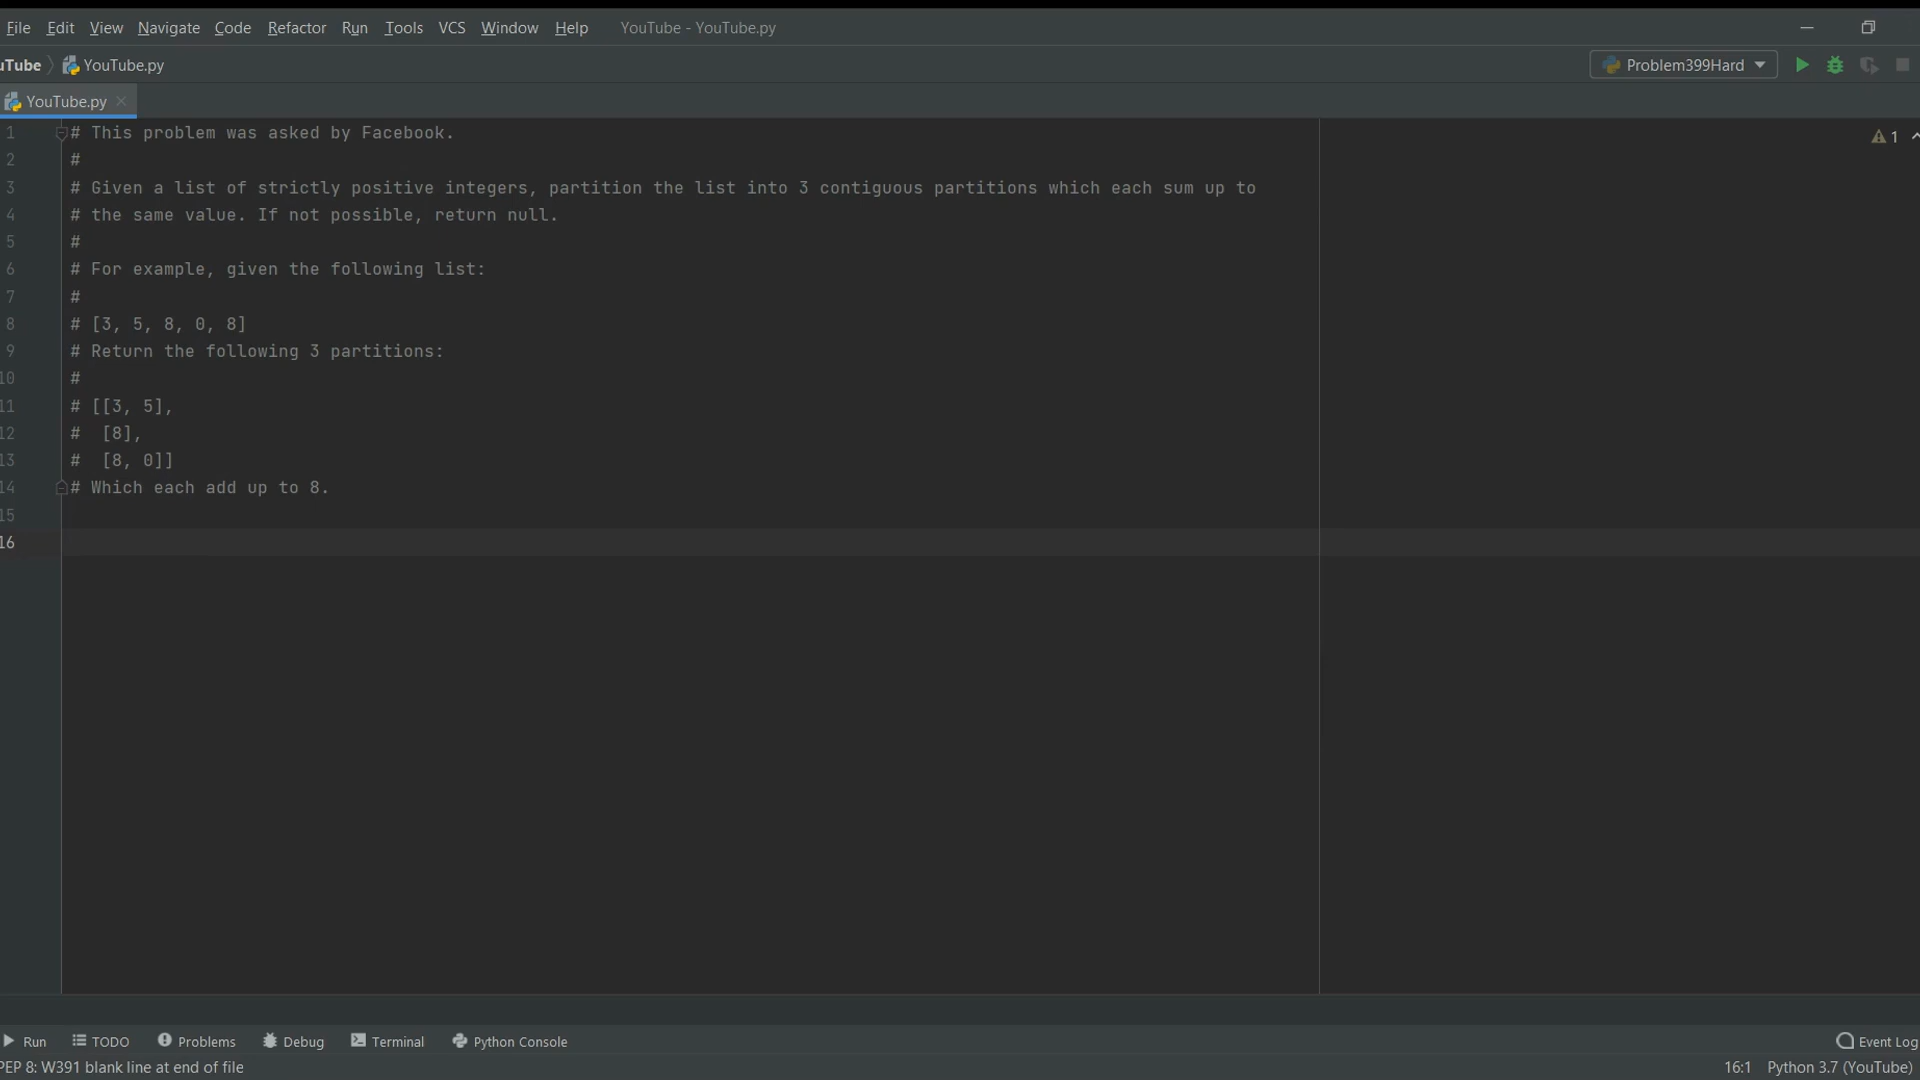 File Edit View Navigate Code Refactor Run Tools VCS Window Help YouTube - YouTube.py
uTube YouTube.py Problem399Hard
YouTube.py
1 # This problem was asked by Facebook. 1
2 #
3 # Given a list of strictly positive integers, partition the list into 3 contiguous partitions which each sum up to
4 # the same value. If not possible, return null.
5 #
6 # For example, given the following list:
7 #
8 # [3, 5, 8, 0, 8]
9 # Return the following 3 partitions:
10 #
11 # [[3, 5],
12 #  [8],
13 #  [8, 0]]
14 # Which each add up to 8.
15
16
Run TODO Problems Debug Terminal Python Console Event Log
PEP 8: W391 blank line at end of file 16:1 Python 3.7 (YouTube)